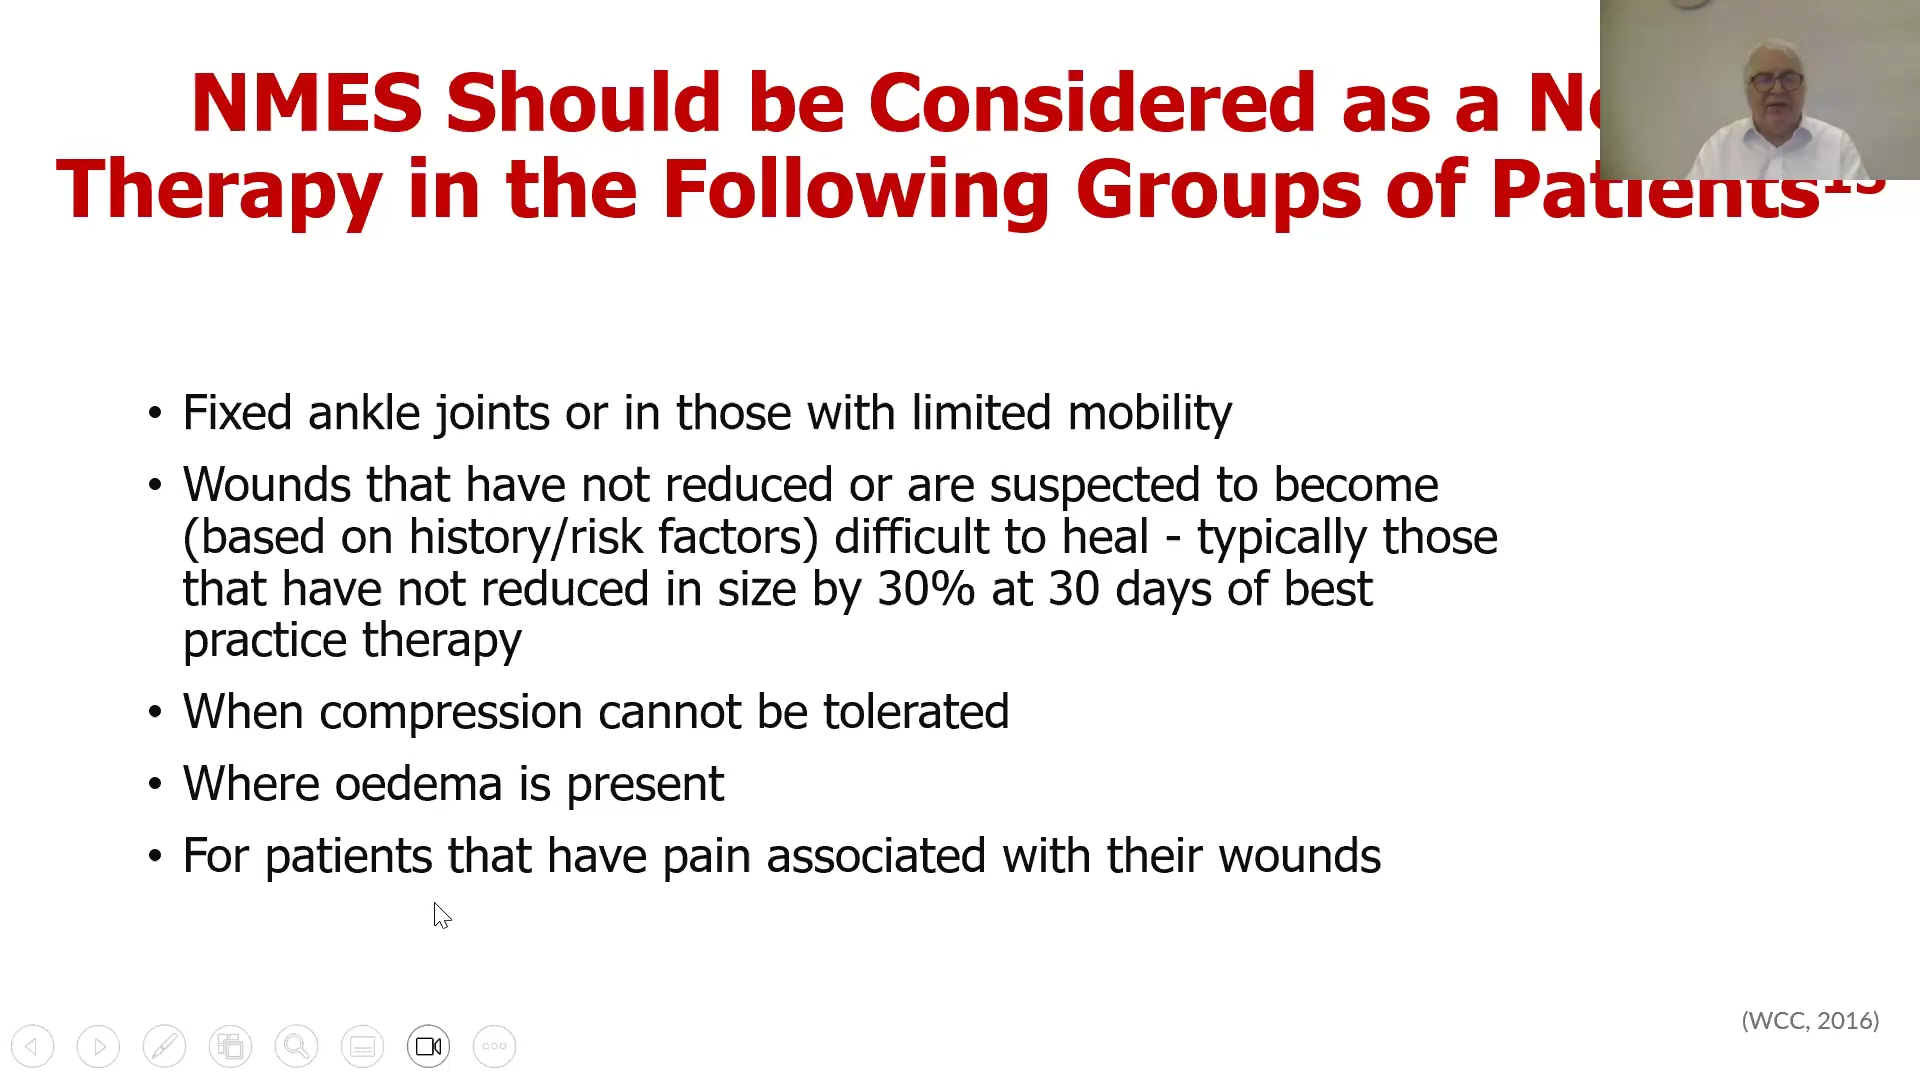 NMES Should be Considered as a
Therapy in the Following Groups of Patients
• Fixed ankle joints or in those with limited mobility
• Wounds that have not reduced or are suspected to become
(based on history/risk factors) difficult to heal - typically those
that have not reduced in size by 30% at 30 days of best
practice therapy
• When compression cannot be tolerated
• Where oedema is present
• For patients that have pain associated with their wounds
(WCC, 2016)